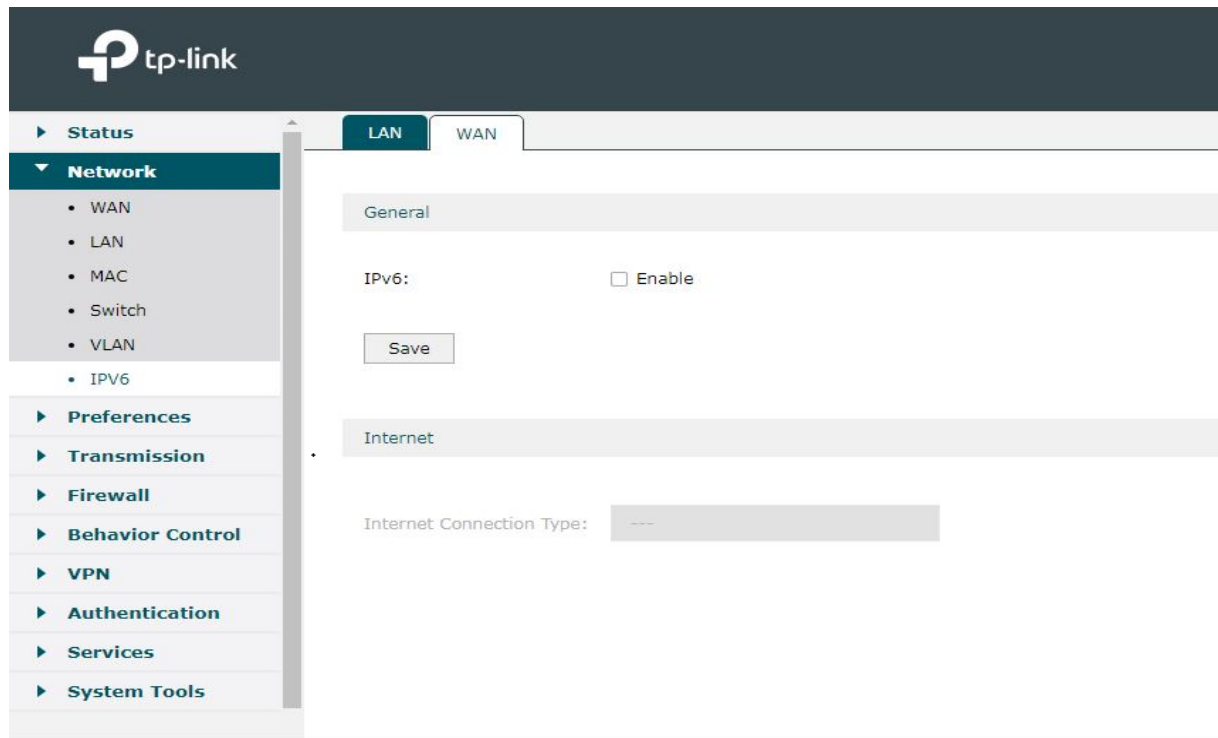 tp-link
Status
Network
WAN
LAN
MAC
Switch
VLAN
IPV6
Preferences
Transmission
Firewall
Behavior Control
VPN
Authentication
Services
System Tools
LAN WAN
General
IPv6: Enable
Save
Internet
Internet Connection Type: ---